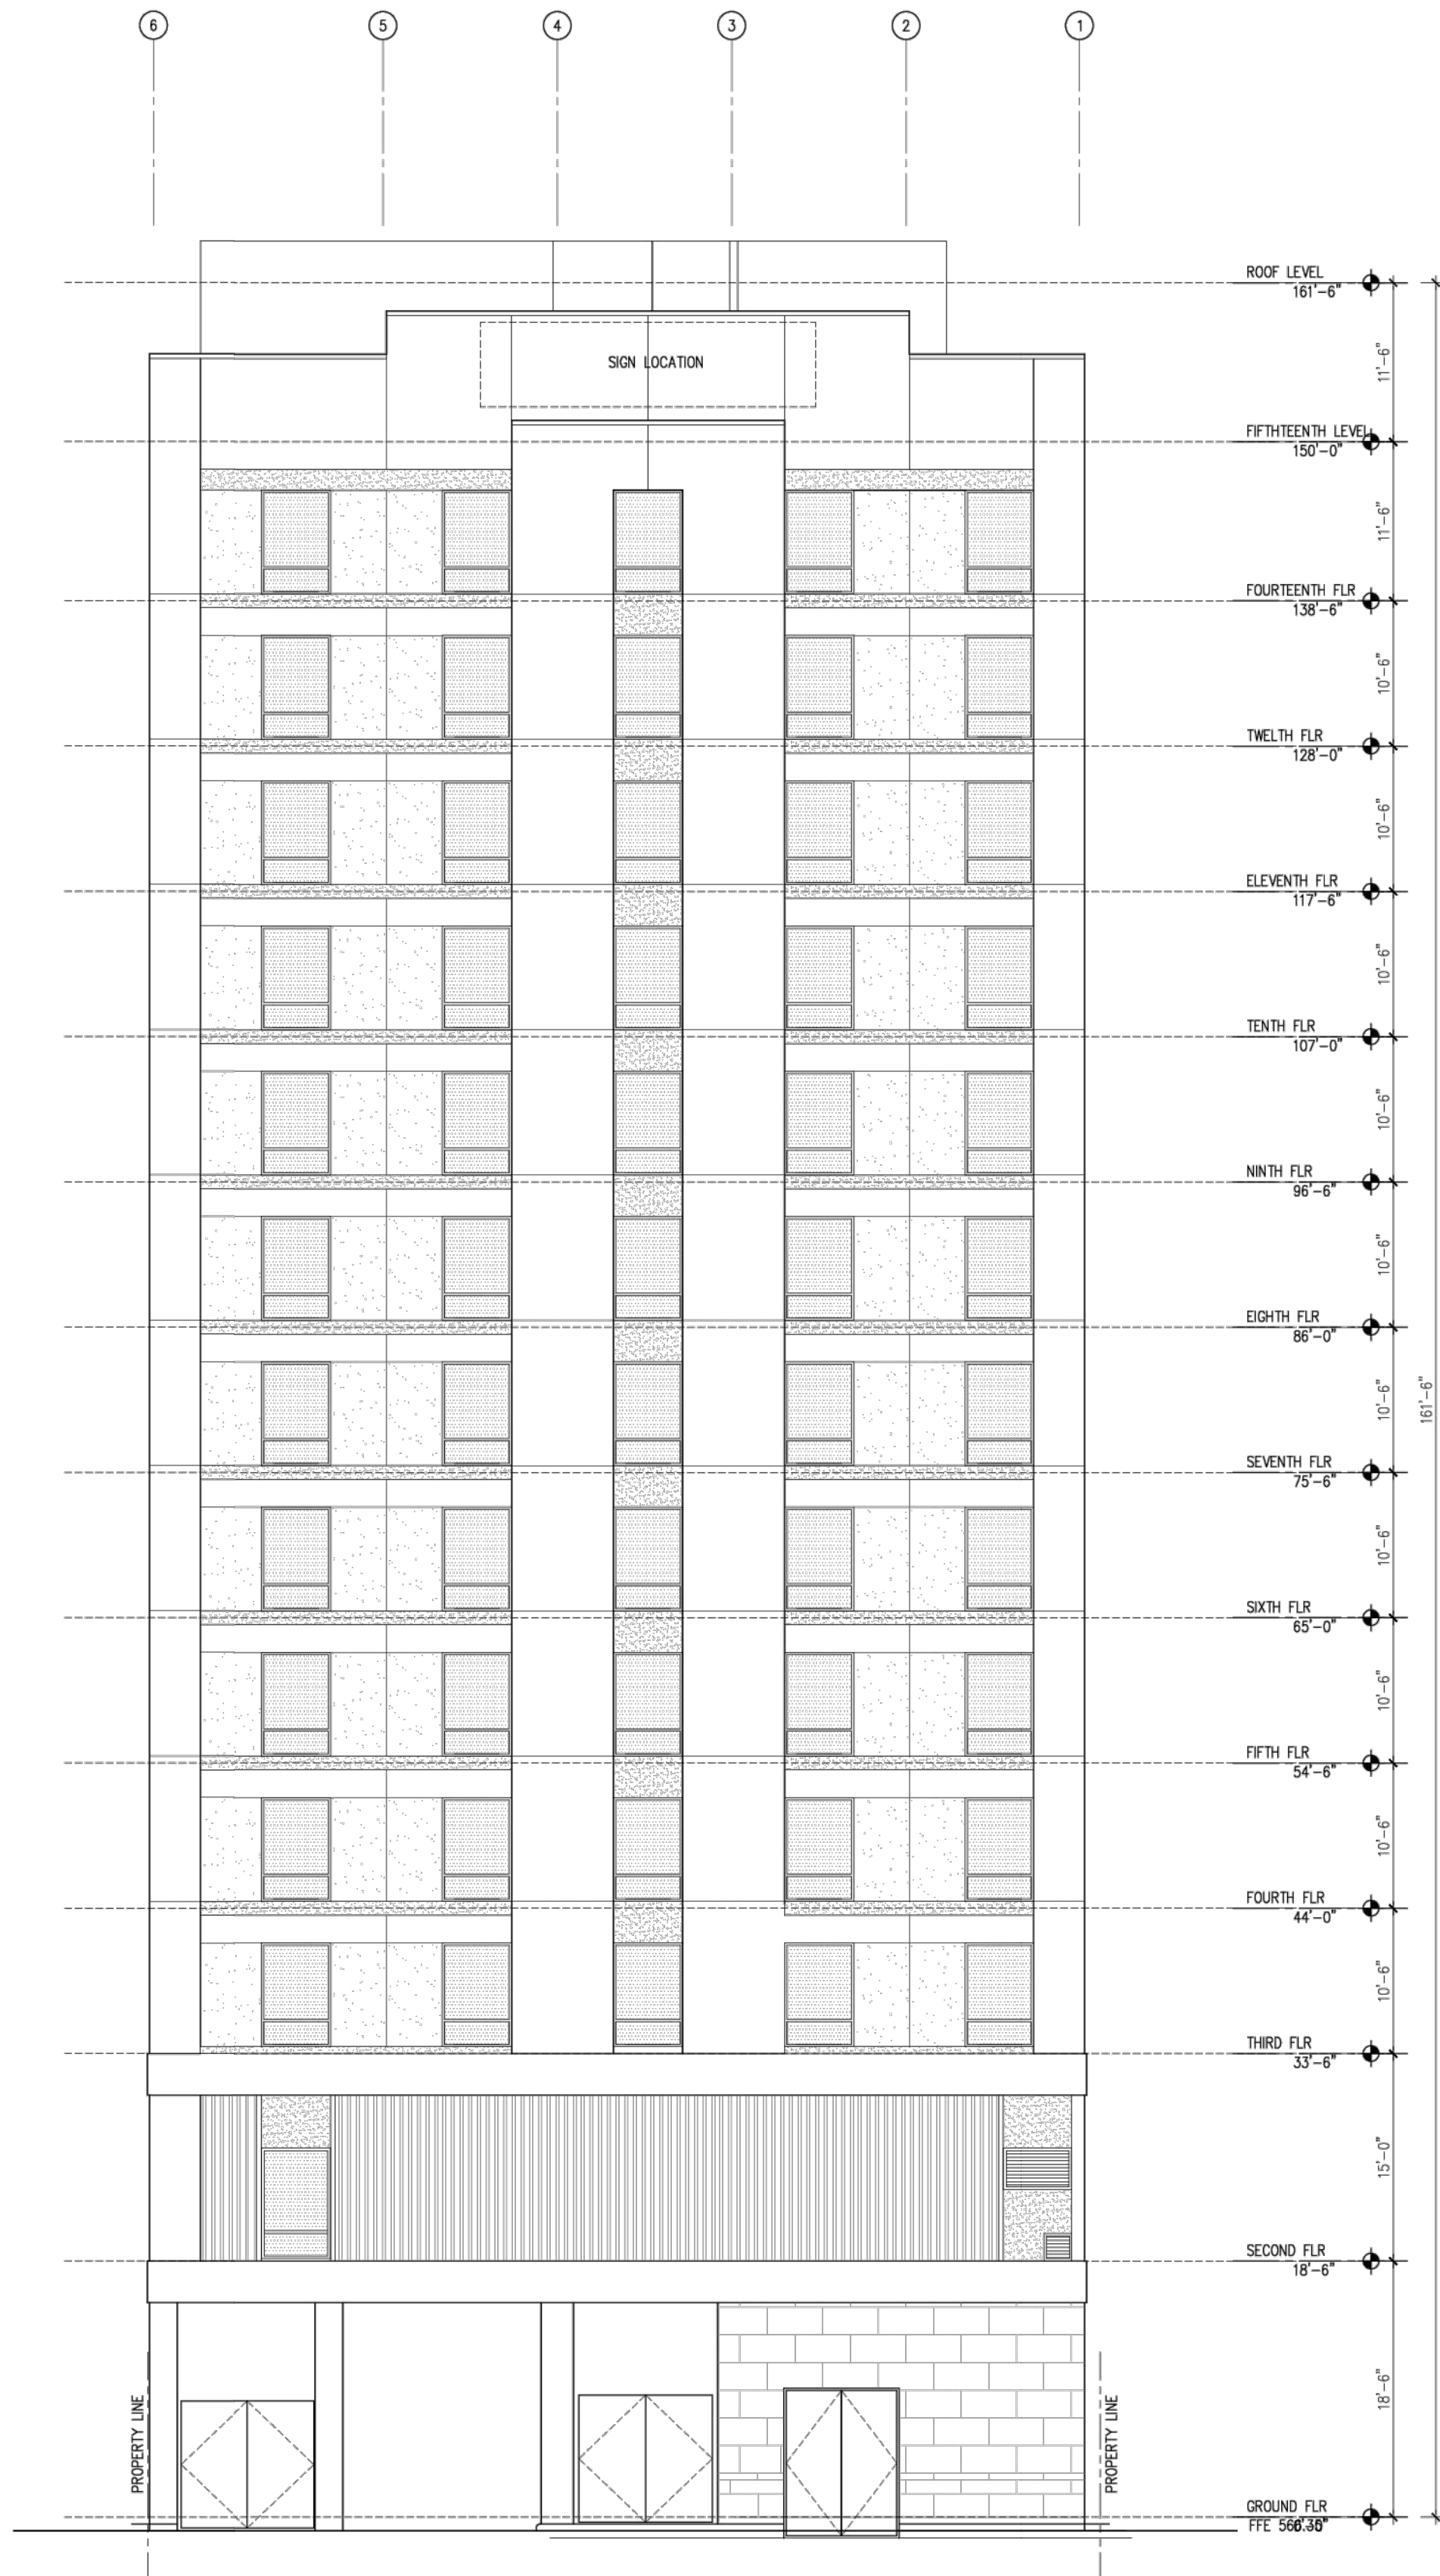 6 5 4 3 2 1
ROOF LEVEL
161'-6"
11'-6"
SIGN LOCATION
FIFTHTEENTH LEVEL
150'-0"
11'-6"
FOURTEENTH FLR
138'-6"
10'-6"
TWELTH FLR
128'-0"
10'-6"
ELEVENTH FLR
117'-6"
10'-6"
TENTH FLR
107'-0"
10'-6"
NINTH FLR
96'-6"
10'-6"
EIGHTH FLR
86'-0"
10'-6"
161'-6"
SEVENTH FLR
75'-6"
10'-6"
SIXTH FLR
65'-0"
10'-6"
FIFTH FLR
54'-6"
10'-6"
FOURTH FLR
44'-0"
10'-6"
THIRD FLR
33'-6"
15'-0"
SECOND FLR
18'-6"
18'-6"
PROPERTY LINE
PROPERTY LINE
GROUND FLR
FFE